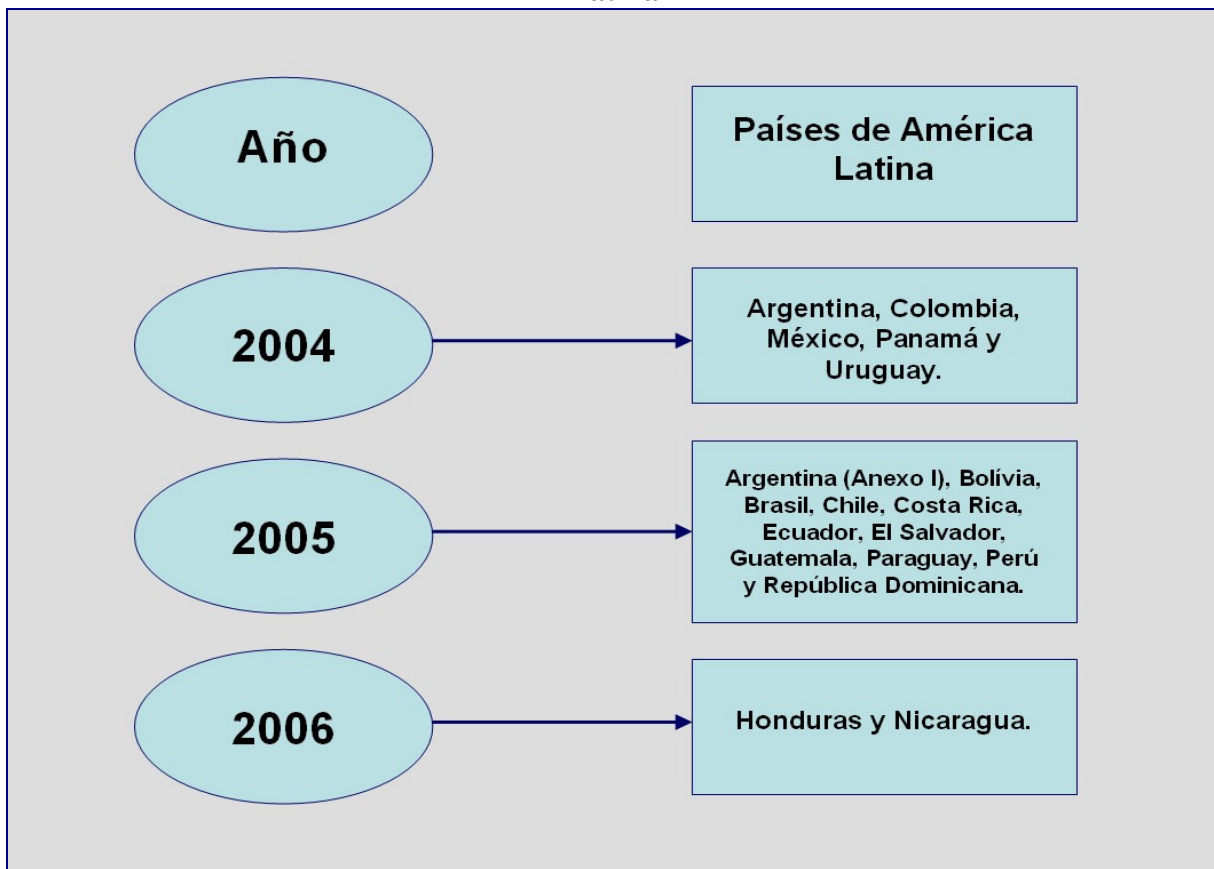 Año
Países de América
Latina
2004
Argentina, Colombia,
México, Panamá y
Uruguay.
2005
Argentina (Anexo I), Bolívia,
Brasil, Chile, Costa Rica,
Ecuador, El Salvador,
Guatemala, Paraguay, Perú
y República Dominicana.
2006
Honduras y Nicaragua.